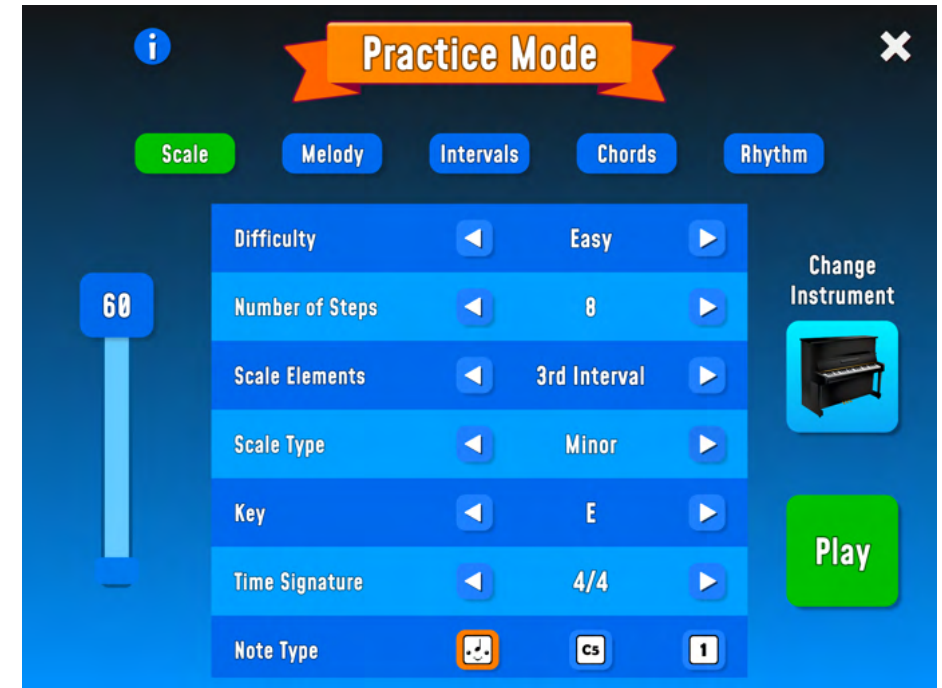 i
Practice Mode
Scale
Melody
Intervals
Chords
Rhythm
Difficulty
Easy
Number of Steps
8
Scale Elements
3rd Interval
Scale Type
Minor
Key
E
Time Signature
4/4
Note Type
C5
1
60
Change
Instrument
Play